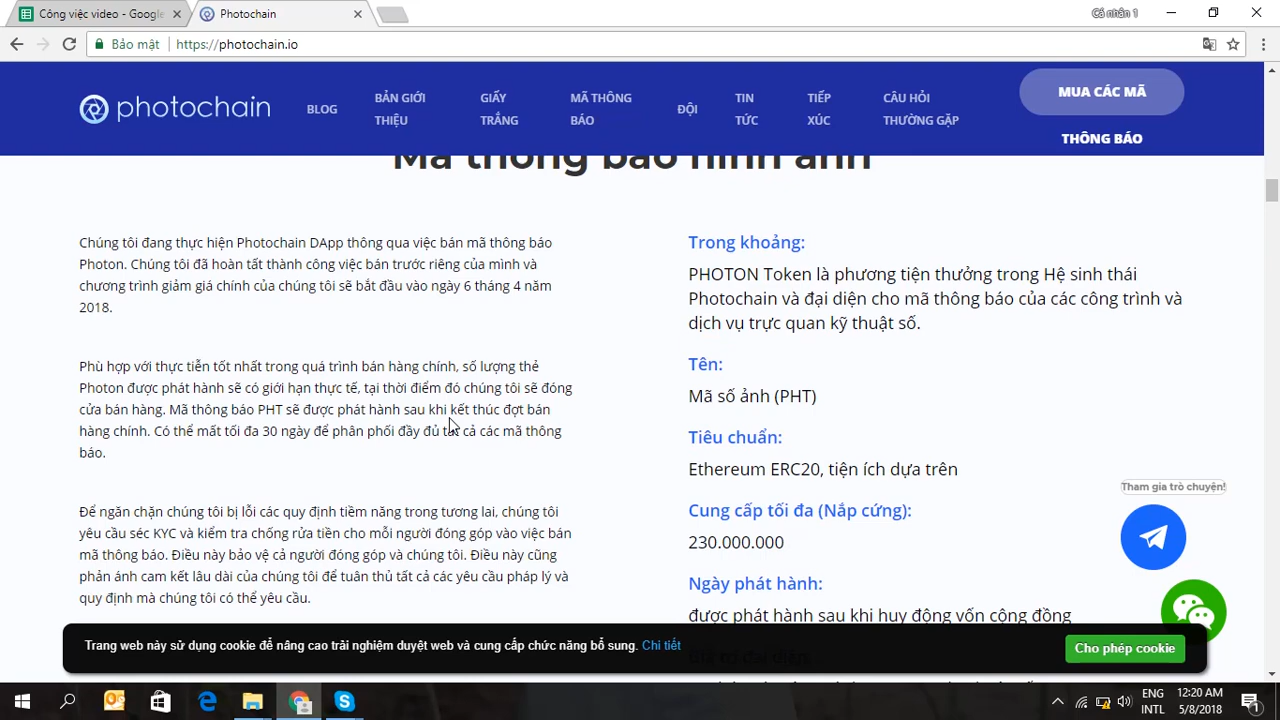 Công việc video - Google
Photochain
Cá nhân 1
Bảo mật
https://photochain.io
photochain
BLOG
BẢN GIỚI THIỆU
GIẤY TRẮNG
MÃ THÔNG BÁO
ĐỘI
TIN TỨC
TIẾP XÚC
CÂU HỎI THƯỜNG GẶP
MUA CÁC MÃ
THÔNG BÁO
Mã thông báo hình ảnh
Chúng tôi đang thực hiện Photochain DApp thông qua việc bán mã thông báo
Photon. Chúng tôi đã hoàn tất thành công việc bán trước riêng của mình và
chương trình giảm giá chính của chúng tôi sẽ bắt đầu vào ngày 6 tháng 4 năm
2018.
Phù hợp với thực tiễn tốt nhất trong quá trình bán hàng chính, số lượng thẻ
Photon được phát hành sẽ có giới hạn thực tế, tại thời điểm đó chúng tôi sẽ đóng
cửa bán hàng. Mã thông báo PHT sẽ được phát hành sau khi kết thúc đợt bán
hàng chính. Có thể mất tối đa 30 ngày để phân phối đầy đủ tất cả các mã thông
báo.
Để ngăn chặn chúng tôi bị lỗi các quy định tiềm năng trong tương lai, chúng tôi
yêu cầu séc KYC và kiểm tra chống rửa tiền cho mỗi người đóng góp vào việc bán
mã thông báo. Điều này bảo vệ cả người đóng góp và chúng tôi. Điều này cũng
phản ánh cam kết lâu dài của chúng tôi để tuân thủ tất cả các yêu cầu pháp lý và
quy định mà chúng tôi có thể yêu cầu.
Trong khoảng:
PHOTON Token là phương tiện thưởng trong Hệ sinh thái
Photochain và đại diện cho mã thông báo của các công trình và
dịch vụ trực quan kỹ thuật số.
Tên:
Mã số ảnh (PHT)
Tiêu chuẩn:
Ethereum ERC20, tiện ích dựa trên
Cung cấp tối đa (Nắp cứng):
230.000.000
Ngày phát hành:
được phát hành sau khi huy động vốn cộng đồng
Tham gia trò chuyện!
Trang web này sử dụng cookie để nâng cao trải nghiệm duyệt web và cung cấp chức năng bổ sung. Chi tiết
Cho phép cookie
ENG
INTL
12:20 AM
5/8/2018